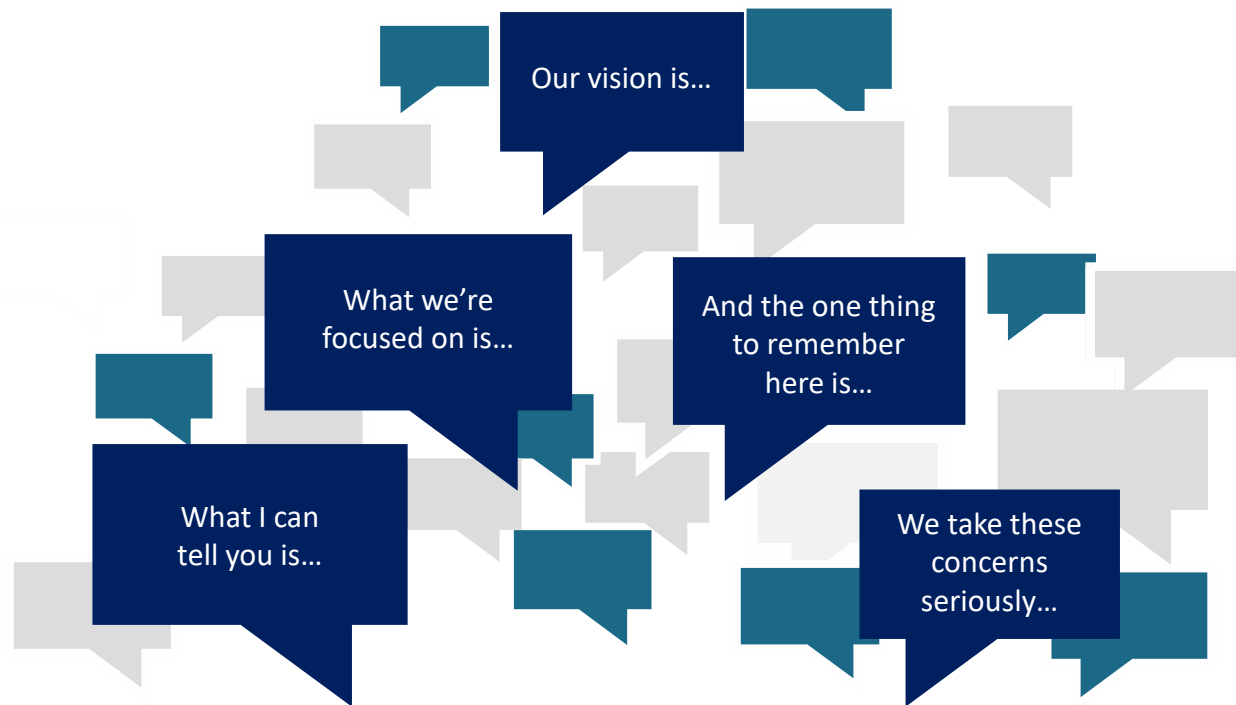 Our vision is…
What we’re
focused on is…
And the one thing
to remember
here is…
What I can
tell you is…
We take these
concerns
seriously…